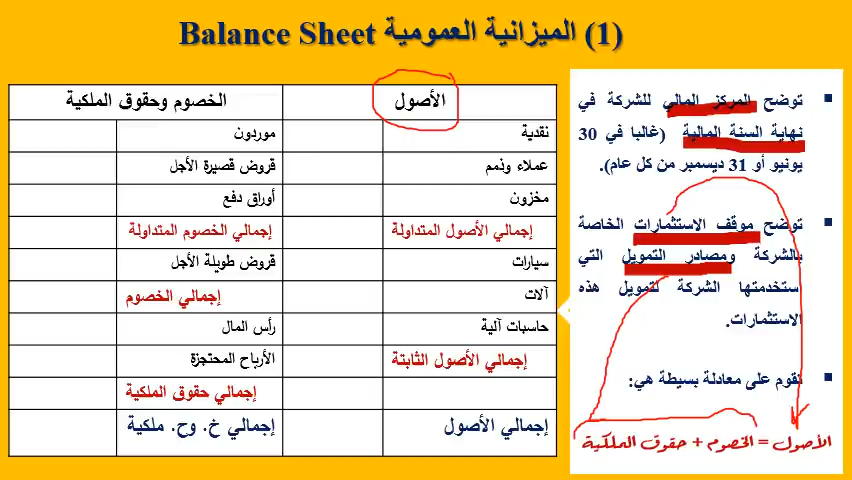 (1) الميزانية العمومية Balance Sheet
توضح المركز المالي للشركة في
نهاية السنة المالية (غالبا في 30
يونيو أو 31 ديسمبر من كل عام).
توضح موقف الاستثمارات الخاصة
بالشركة ومصادر التمويل التي
ستخدمتها الشركة لتمويل هذه
الاستثمارات.
تقوم على معادلة بسيطة هي:
الأصول = الخصوم + حقوق الملكية
الأصول الخصوم وحقوق الملكية
نقدية موردون
عملاء وذمم قروض قصيرة الأجل
مخزون أوراق دفع
إجمالي الأصول المتداولة إجمالي الخصوم المتداولة
سيارات قروض طويلة الأجل
آلات إجمالي الخصوم
حاسبات آلية رأس المال
إجمالي الأصول الثابتة الأرباح المحتجزة
إجمالي حقوق الملكية
إجمالي الأصول إجمالي خ. وح. ملكية